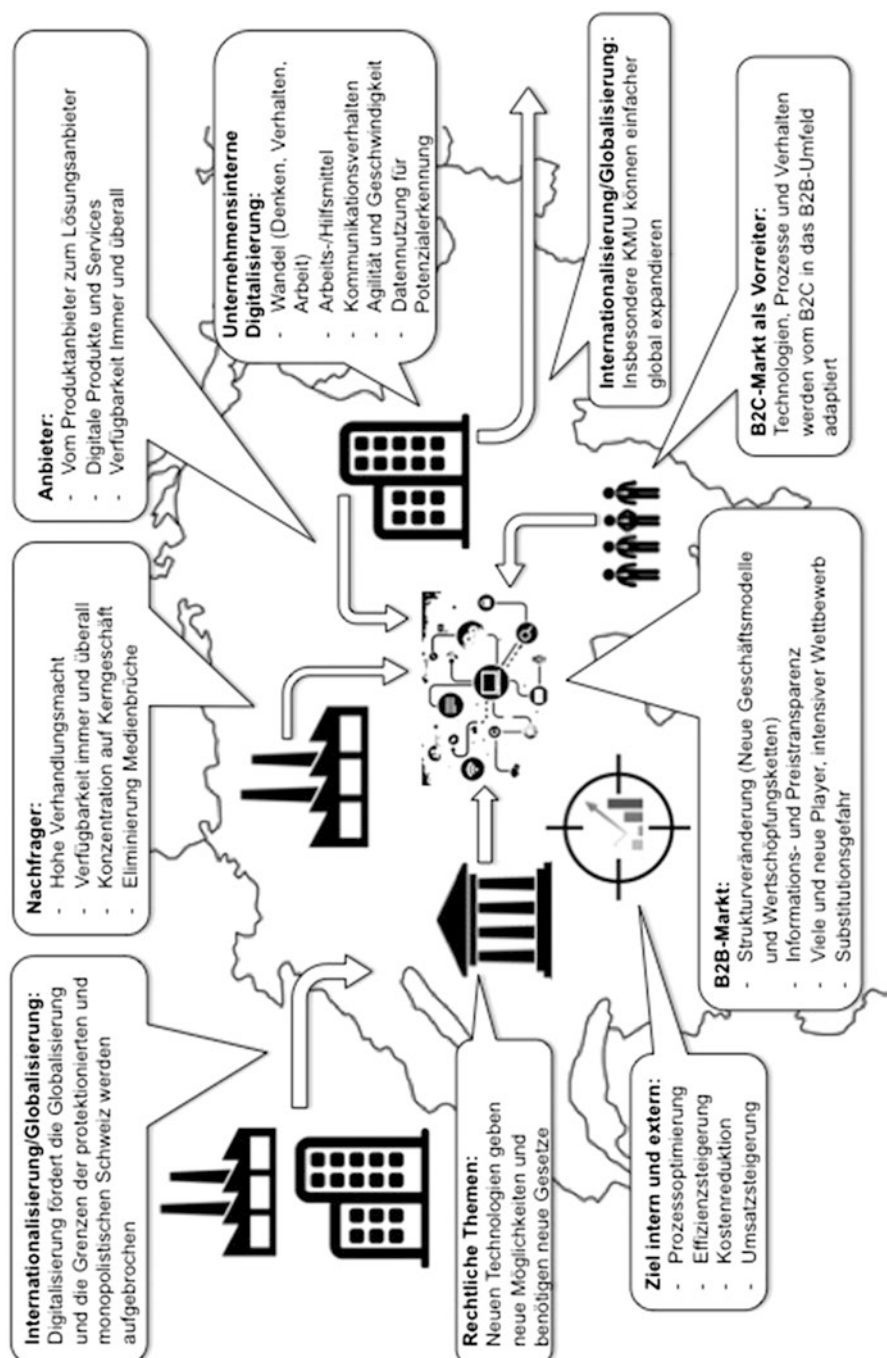 Internationalisierung/Globalisierung:
Digitalisierung fördert die Globalisierung
und die Grenzen der protektionierten und
monopolistischen Schweiz werden
aufgebrochen
Nachfrager:
- Hohe Verhandlungsmacht
- Verfügbarkeit immer und überall
- Konzentration auf Kerngeschäft
- Eliminierung Medienbrüche
Anbieter:
- Vom Produktanbieter zum Lösungsanbieter
- Digitale Produkte und Services
- Verfügbarkeit Immer und überall
Unternehmensinterne
Digitalisierung:
- Wandel (Denken, Verhalten,
Arbeit)
- Arbeits-/Hilfsmittel
- Kommunikationsverhalten
- Agilität und Geschwindigkeit
- Datennutzung für
Potenzialerkennung
Rechtliche Themen:
Neuen Technologien geben
neue Möglichkeiten und
benötigen neue Gesetze
Internationalisierung/Globalisierung:
Insbesondere KMU können einfacher
global expandieren
Ziel intern und extern:
- Prozessoptimierung
- Effizienzsteigerung
- Kostenreduktion
- Umsatzsteigerung
B2B-Markt:
- Strukturveränderung (Neue Geschäftsmodelle
und Wertschöpfungsketten)
- Informations- und Preistransparenz
- Viele und neue Player, intensiver Wettbewerb
- Substitutionsgefahr
B2C-Markt als Vorreiter:
Technologien, Prozesse und Verhalten
werden vom B2C in das B2B-Umfeld
adaptiert